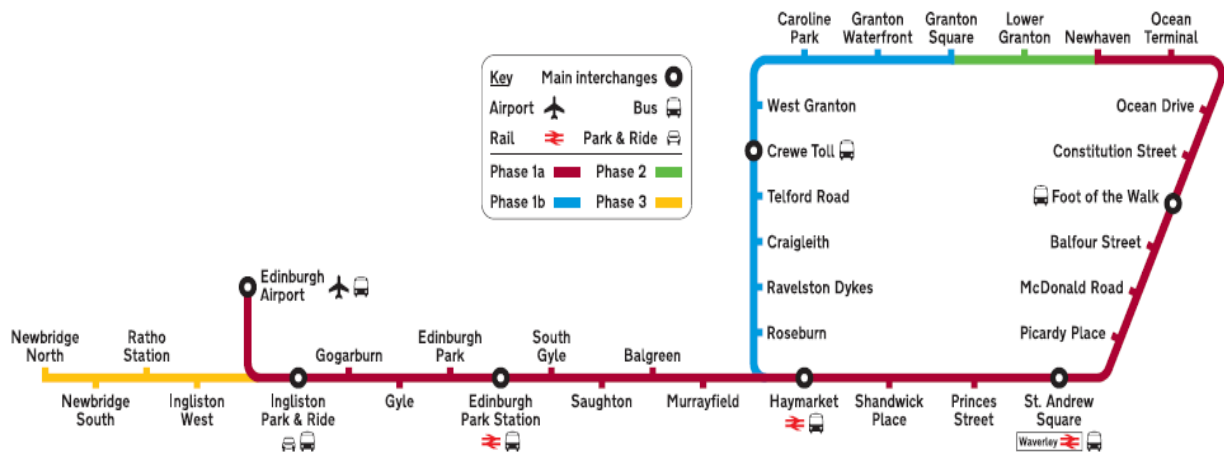 Caroline
Park
Granton
Waterfront
Granton
Square
Lower
Granton
Newhaven
Ocean
Terminal
Key
Main interchanges
Airport
Bus
Rail
Park & Ride
Phase 1a
Phase 2
Phase 1b
Phase 3
West Granton
Ocean Drive
Crewe Toll
Constitution Street
Telford Road
Foot of the Walk
Craigleith
Balfour Street
Ravelston Dykes
McDonald Road
Roseburn
Picardy Place
Edinburgh
Airport
Newbridge
North
Ratho
Station
Gogarburn
Edinburgh
Park
South
Gyle
Balgreen
Newbridge
South
Ingliston
West
Ingliston
Park & Ride
Gyle
Edinburgh
Park Station
Saughton
Murrayfield
Haymarket
Shandwick
Place
Princes
Street
St. Andrew
Square
Waverley